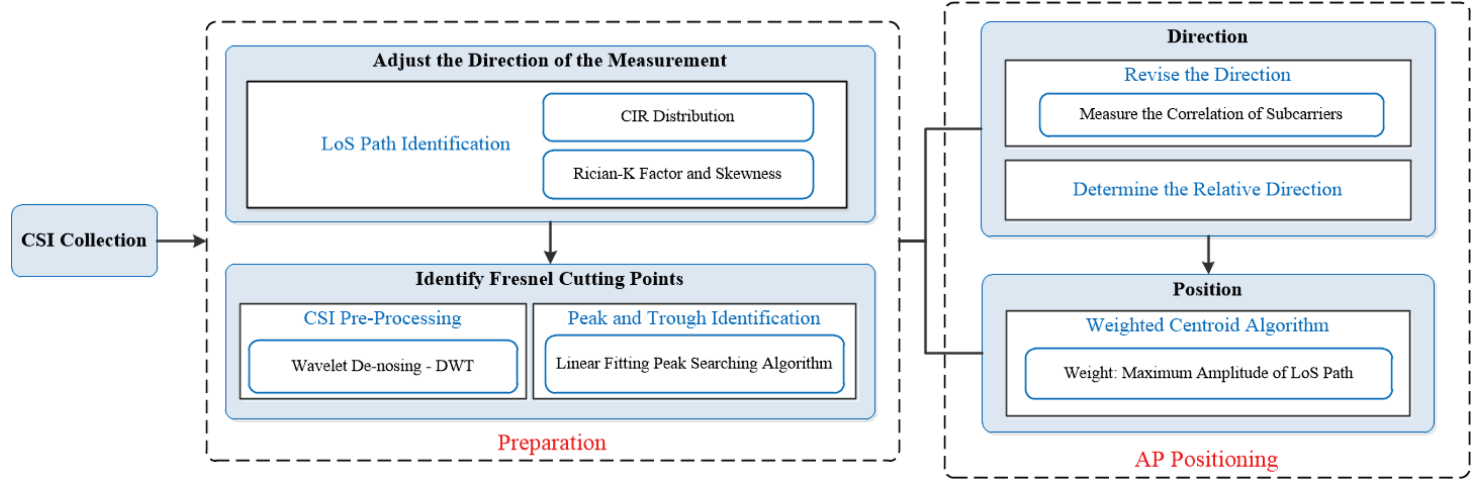 CSI Collection
Adjust the Direction of the Measurement
LoS Path Identification
CIR Distribution
Rician-K Factor and Skewness
Identify Fresnel Cutting Points
CSI Pre-Processing
Wavelet De-nosing - DWT
Peak and Trough Identification
Linear Fitting Peak Searching Algorithm
Preparation
Direction
Revise the Direction
Measure the Correlation of Subcarriers
Determine the Relative Direction
Position
Weighted Centroid Algorithm
Weight: Maximum Amplitude of LoS Path
AP Positioning